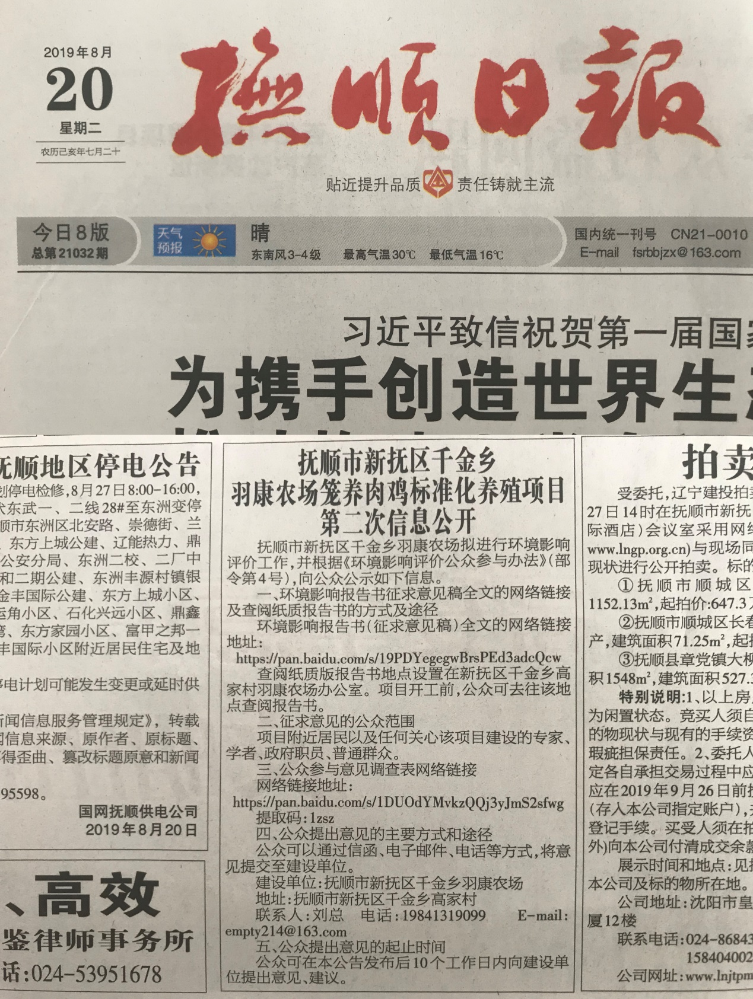 2019年8月
20
星期二
农历己亥年七月二十
撫顺日報
贴近提升品质 责任铸就主流
今日8版
总第21032期
天气
预报
晴
东南风3-4级 最高气温30℃ 最低气温16℃
国内统一刊号 CN21-0010
E-mail fsrbbjzx@163.com
习近平致信祝贺第一届国
为携手创造世界生
抚顺地区停电公告
划停电检修,8月27日8:00-16:00,
东武一、二线28#至东洲变停
顺市东洲区北安路、崇德街、兰
、东方上城公建、辽能热力、鼎
公安分局、东洲二校、二厂中
和二期公建、东洲丰源村镇银
金丰国际公建、东方上城小区、
运角小区、石化兴远小区、鼎鑫
湾、东方家园小区、富甲之邦一
丰国际小区附近居民住宅及地
停电计划可能发生变更或延时供
新闻信息服务管理规定》，转载
闻信息来源、原作者、原标题、
得歪曲、篡改标题原意和新闻
95598。
国网抚顺供电公司
2019年8月20日
、高效
鉴律师事务所
话:024-53951678
抚顺市新抚区千金乡
羽康农场笼养肉鸡标准化养殖项目
第二次信息公开
抚顺市新抚区千金乡羽康农场拟进行环境影响
评价工作,并根据《环境影响评价公众参与办法》(部
令第4号),向公众公示如下信息。
一、环境影响报告书征求意见稿全文的网络链接
及查阅纸质报告书的方式及途径
环境影响报告书(征求意见稿)全文的网络链接
地址:
https://pan.baidu.com/s/19PDYegegwBrsPEd3adcQcw
查阅纸质版报告书地点设置在新抚区千金乡高
家村羽康农场办公室。项目开工前,公众可去往该地
点查阅报告书。
二、征求意见的公众范围
项目附近居民以及任何关心该项目建设的专家、
学者、政府职员、普通群众。
三、公众参与意见调查表网络链接
网络链接地址:
https://pan.baidu.com/s/1DUOdYMvkzQQj3yJmS2sfwg
提取码:1zsz
四、公众提出意见的主要方式和途径
公众可以通过信函、电子邮件、电话等方式,将意
见提交至建设单位。
建设单位:抚顺市新抚区千金乡羽康农场
地址:抚顺市新抚区千金乡高家村
联系人:刘总 电话:19841319099 E-mail:
empty214@163.com
五、公众提出意见的起止时间
公众可在本公告发布后10个工作日内向建设单
位提出意见、建议。
拍卖
受委托,辽宁建投拍卖
27日14时在抚顺市新抚
际酒店)会议室采用网络
www.lngp.org.cn)与现场同
现状进行公开拍卖。标的
①抚顺市顺城区
1152.13m²,起拍价:647.3万
②抚顺市顺城区长春
产,建筑面积71.25m²,起拍
③抚顺县章党镇大柳
积1548m²,建筑面积527.3
特别说明:1、以上房
为闲置状态。竞买人须自
的物现状与现有的手续资
瑕疵担保责任。2、委托人
定各自承担交易过程中应
应在2019年9月26日前按
(存入本公司指定账户),并
登记手续。买受人须在拍
外)向本公司付清成交余款
展示时间和地点:见拍
本公司及标的物所在地。
公司地址:沈阳市皇
厦12楼
联系电话:024-86843
158404002
公司网址:www.lnjtpm